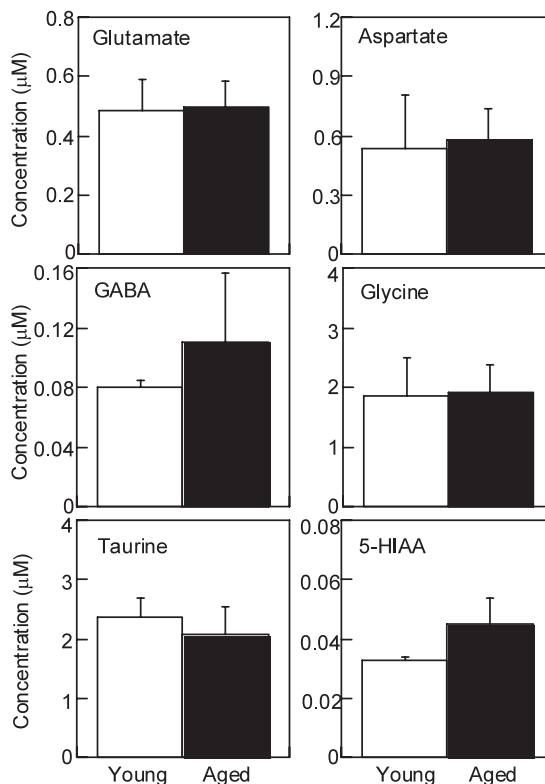 Concentration (μM)
0.8
0.6
0.4
0.2
0
Glutamate
1.2
0.9
0.6
0.3
0
Aspartate
Concentration (μM)
0.16
0.12
0.08
0.04
0
GABA
4
3
2
1
0
Glycine
Concentration (μM)
4
3
2
1
0
Taurine
Young Aged
0.08
0.06
0.04
0.02
0
5-HIAA
Young Aged